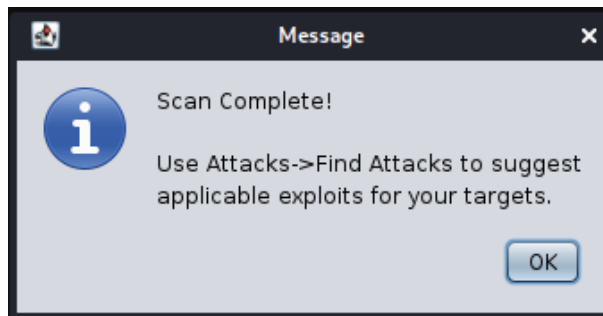 Message
Scan Complete!
Use Attacks->Find Attacks to suggest
applicable exploits for your targets.
OK